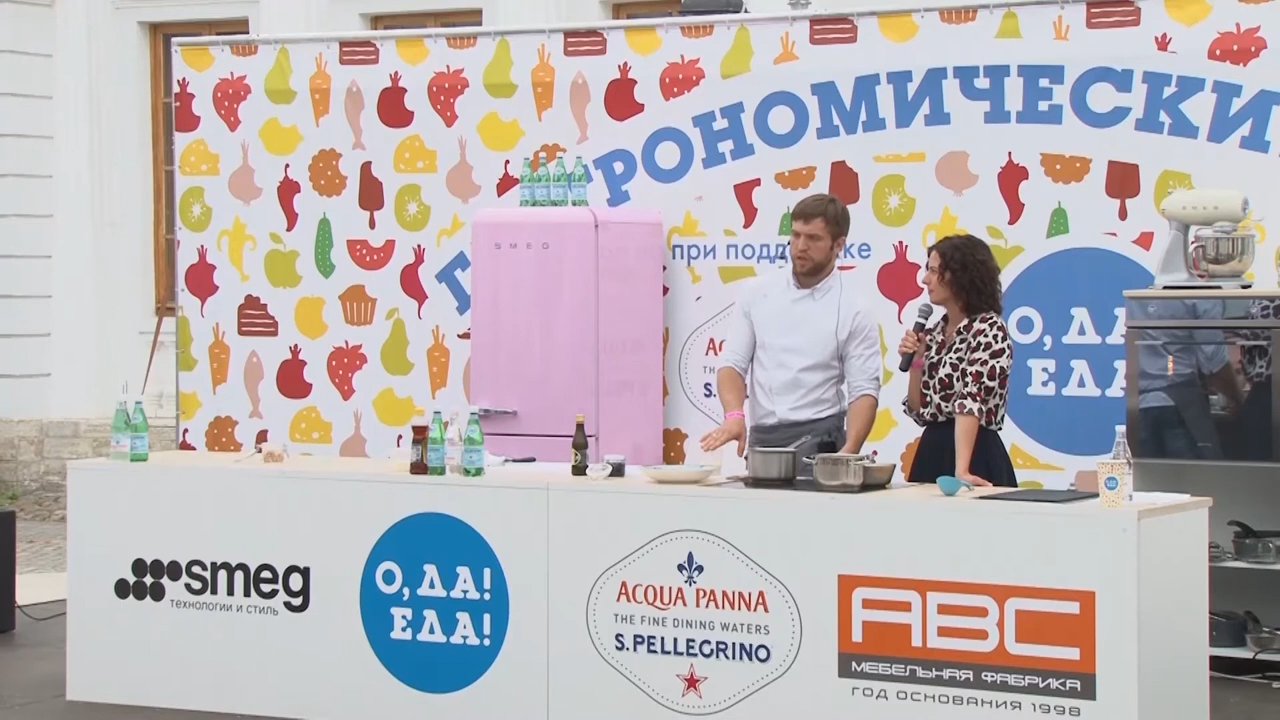 РОНОМИЧЕСКИ
SMEG
при подд
ке
О, ДА!
ЕДА
smeg
технологии и стиль
О, ДА!
ЕДА!
ACQUA PANNA
THE FINE DINING WATERS
S.PELLEGRINO
ABC
МЕБЕЛЬНАЯ ФАБРИКА
ГОД ОСНОВАНИЯ 1998